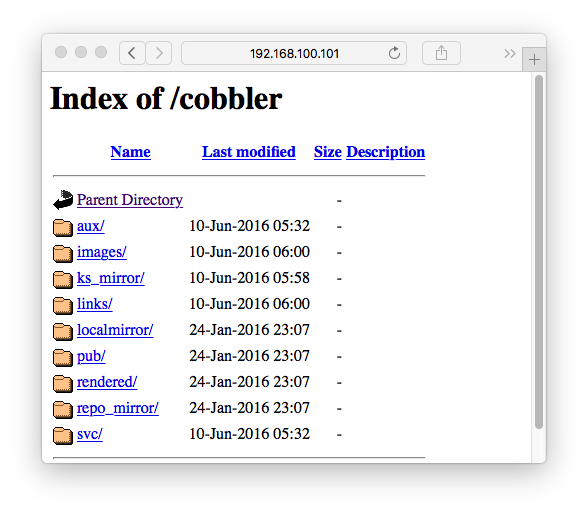 192.168.100.101
Index of /cobbler
Name Last modified Size Description
Parent Directory -
aux/ 10-Jun-2016 05:32 -
images/ 10-Jun-2016 06:00 -
ks_mirror/ 10-Jun-2016 05:58 -
links/ 10-Jun-2016 06:00 -
localmirror/ 24-Jan-2016 23:07 -
pub/ 24-Jan-2016 23:07 -
rendered/ 24-Jan-2016 23:07 -
repo_mirror/ 24-Jan-2016 23:07 -
svc/ 10-Jun-2016 05:32 -